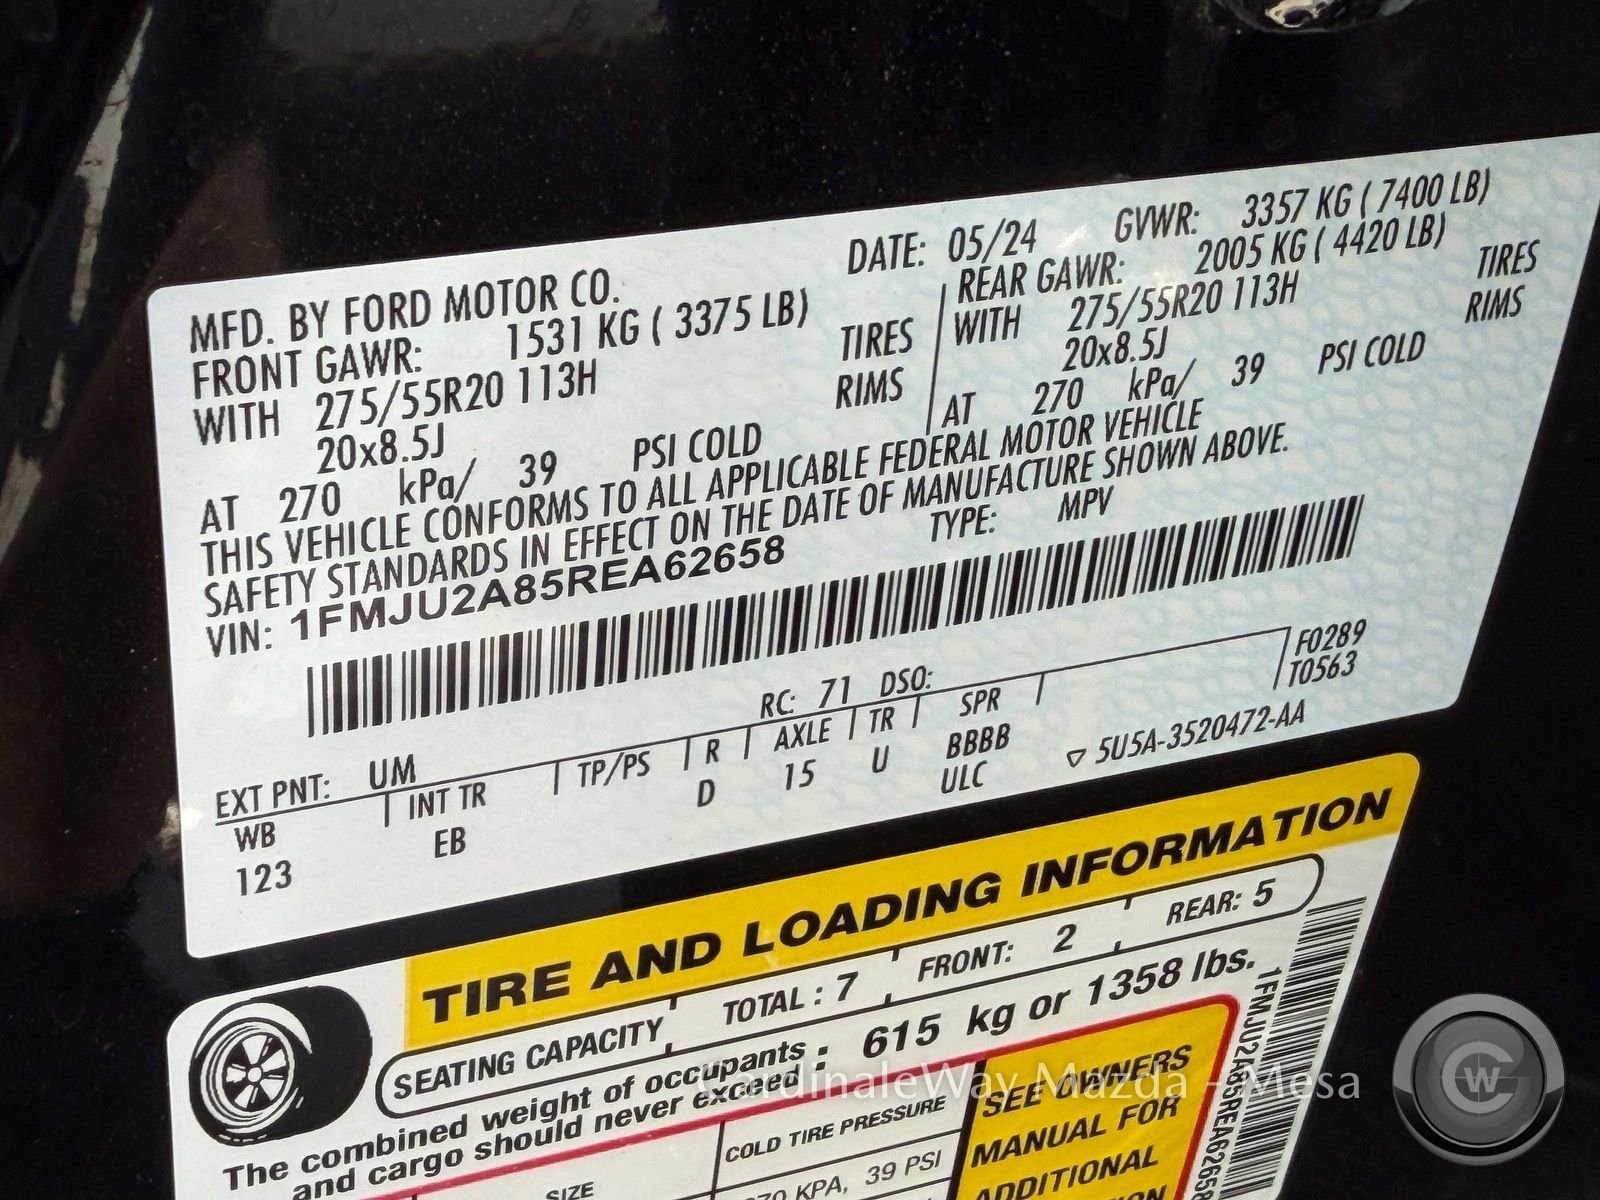 MFD. BY FORD MOTOR CO.
DATE: 05/24 GVWR: 3357 KG ( 7400 LB)
FRONT GAWR: 1531 KG ( 3375 LB)
WITH 275/55R20 113H TIRES
20x8.5J RIMS
AT 270 kPa/ 39 PSI COLD
REAR GAWR: 2005 KG ( 4420 LB)
WITH 275/55R20 113H TIRES
20x8.5J RIMS
AT 270 kPa/ 39 PSI COLD
THIS VEHICLE CONFORMS TO ALL APPLICABLE FEDERAL MOTOR VEHICLE
SAFETY STANDARDS IN EFFECT ON THE DATE OF MANUFACTURE SHOWN ABOVE.
VIN: 1FMJU2A85REA62658 TYPE: MPV
F0289
T0563
EXT PNT: UM RC: 71 DSO:
WB INT TR TP/PS R AXLE TR SPR
123 EB D 15 U BBBB
ULC
5U5A-3520472-AA
TIRE AND LOADING INFORMATION
SEATING CAPACITY TOTAL : 7 FRONT: 2 REAR: 5
The combined weight of occupants : 615 kg or 1358 lbs.
and cargo should never exceed :
SIZE
COLD TIRE PRESSURE
KPA, 39 PSI
SEE OWNERS
MANUAL FOR
ADDITIONAL
1FMJU2A85REA62658
CardinaleWay Mazda - Mesa
CW